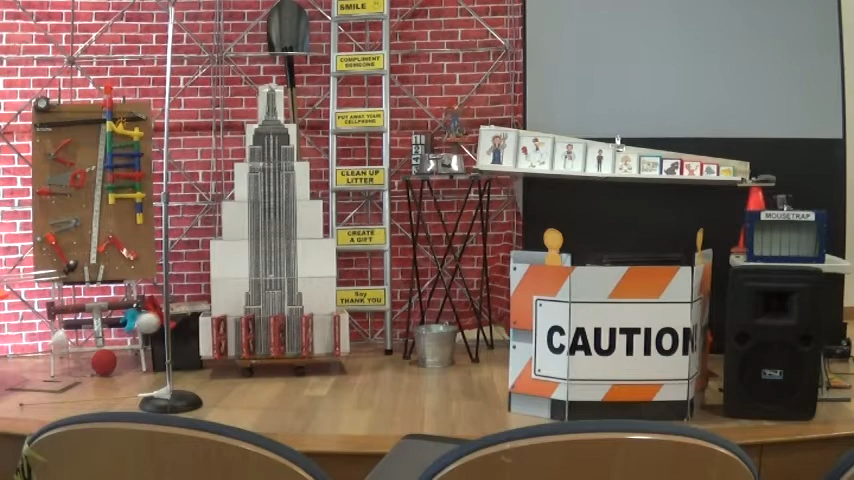 SMILE
COMPLIMENT
SOMEONE
PUT AWAY YOUR
CELLPHONE
CLEAN UP
LITTER
CREATE
A GIFT
Say
THANK YOU
MOUSETRAP
CAUTION